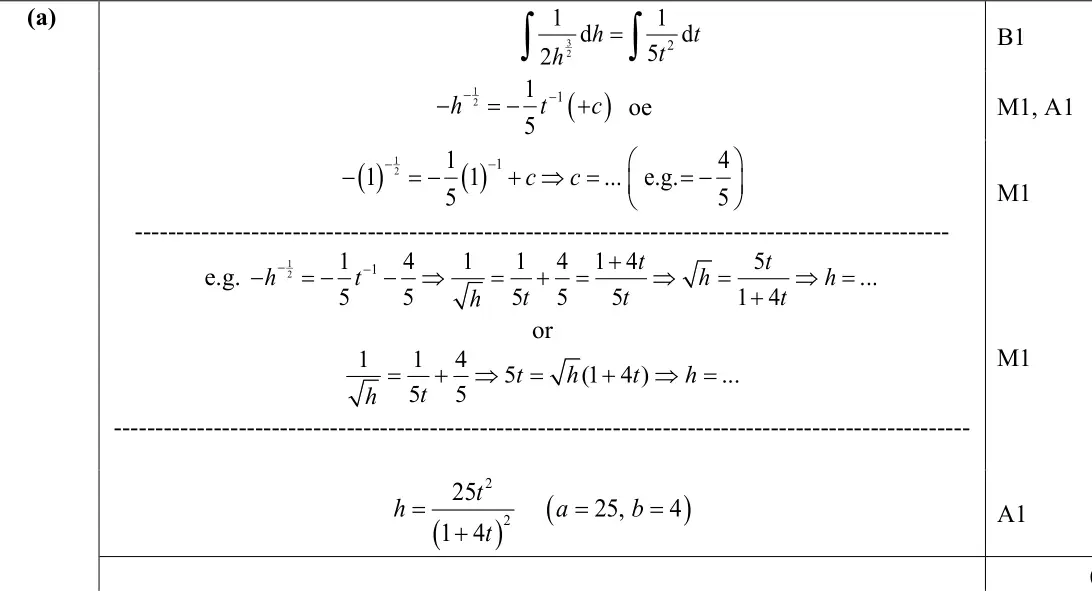 (a)
∫ 1/(2h^(3/2)) dh = ∫ 1/(5t²) dt B1
−h^(−1/2) = −(1/5)t⁻¹ (+c) oe M1, A1
−(1)^(−1/2) = −(1/5)(1)⁻¹ + c ⇒ c = ... (e.g. = −4/5) M1
e.g. −h^(−1/2) = −(1/5)t⁻¹ − 4/5 ⇒ 1/√h = 1/(5t) + 4/5 = (1+4t)/(5t) ⇒ √h = 5t/(1+4t) ⇒ h = ...
or
1/√h = 1/(5t) + 4/5 ⇒ 5t = √h(1+4t) ⇒ h = ...
M1
h = 25t²/(1+4t)² (a = 25, b = 4) A1
(